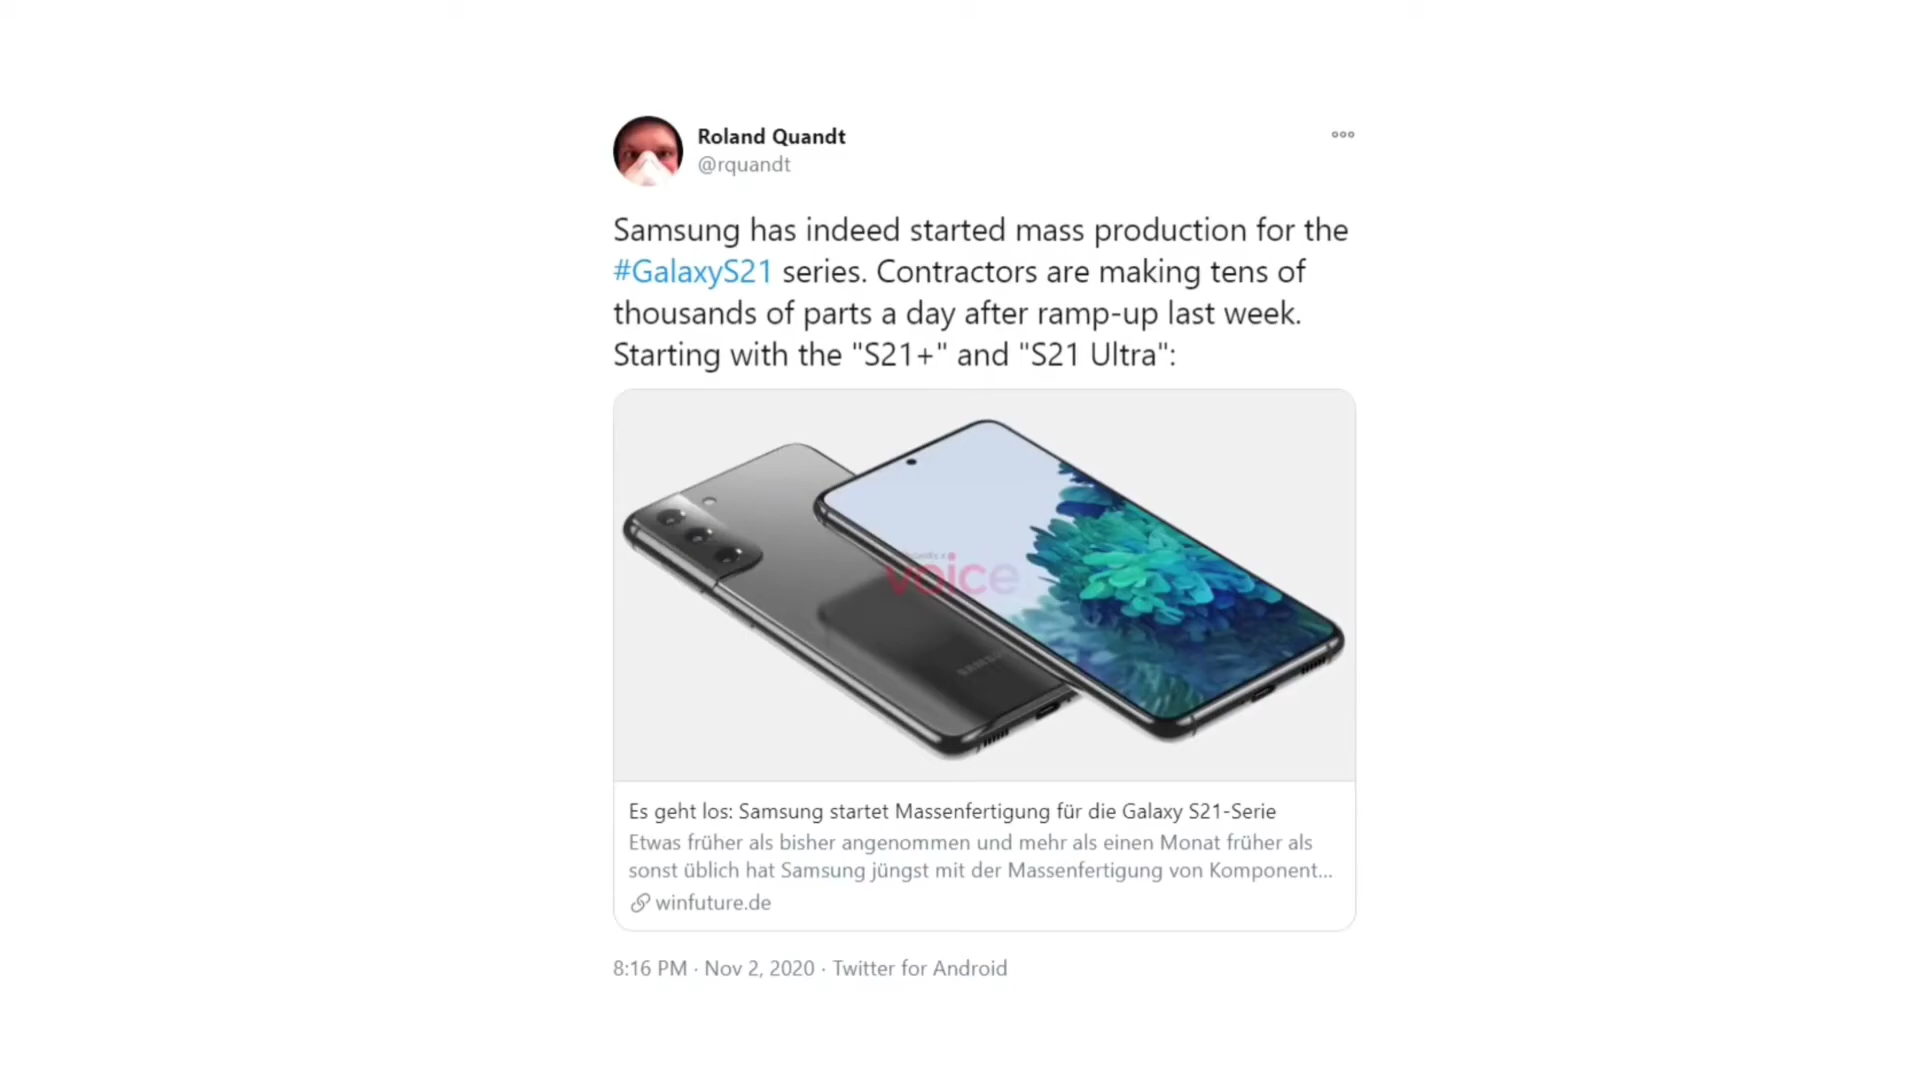 Roland Quandt
@rquandt
Samsung has indeed started mass production for the
#GalaxyS21 series. Contractors are making tens of
thousands of parts a day after ramp-up last week.
Starting with the "S21+" and "S21 Ultra":
voice
SAMSUNG
Es geht los: Samsung startet Massenfertigung für die Galaxy S21-Serie
Etwas früher als bisher angenommen und mehr als einen Monat früher als
sonst üblich hat Samsung jüngst mit der Massenfertigung von Komponent...
winfuture.de
8:16 PM · Nov 2, 2020 · Twitter for Android